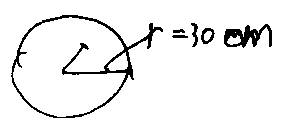 r = 30 cm